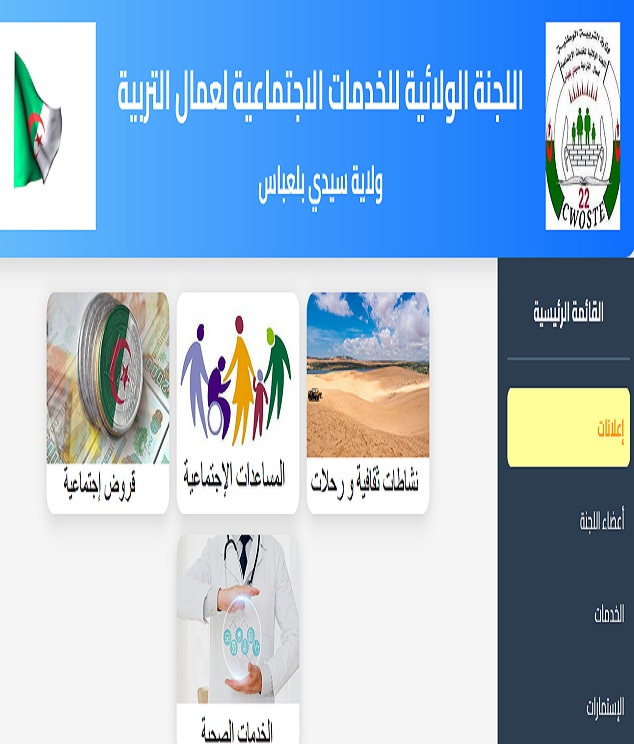 اللجنة الولائية للخدمات الاجتماعية لعمال التربية
ولاية سيدي بلعباس
22
CWOSTE
القائمة الرئيسية
إعلانات
أعضاء اللجنة
الخدمات
الإستمارات
نشاطات ثقافية و رحلات
المساعدات الإجتماعية
قروض إجتماعية
الخدمات الصحية